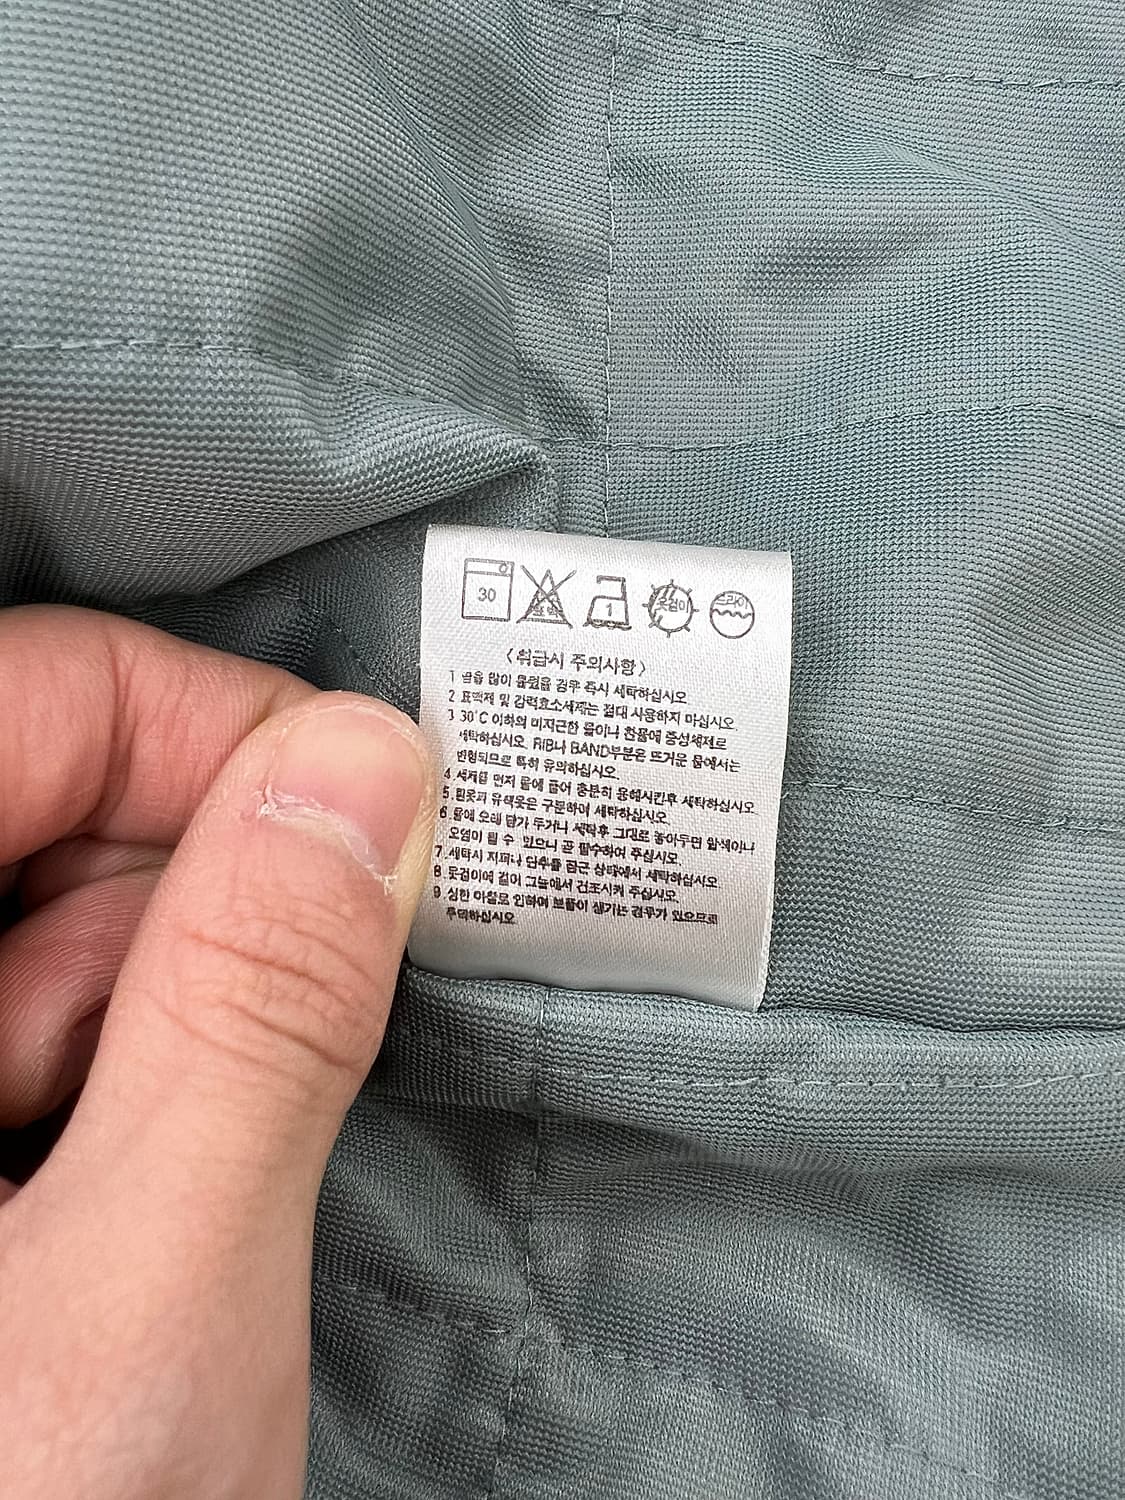 30
염소
1
옷걸이
드라이
〈취급시 주의사항〉
1 땀을 많이 흘렸을 경우 즉시 세탁하십시오.
2 표백제 및 강력효소세제는 절대 사용하지 마십시오.
3 30°C 이하의 미지근한 물이나 찬물에 중성세제로
세탁하십시오. RIB나 BAND부분은 뜨거운 물에서는
변형되므로 특히 유의하십시오.
4 세제를 먼저 물에 풀어 충분히 용해시킨후 세탁하십시오.
5.흰옷과 유색옷은 구분하여 세탁하십시오.
6.물에 오래 담가 두거나 세탁후 그대로 놓아두면 탈색이나
오염이 될 수 있으니 곧 탈수하여 주십시오.
7.세탁시 지퍼나 단추를 잠근 상태에서 세탁하십시오.
8 옷걸이에 걸어 그늘에서 건조시켜 주십시오.
9 심한 마찰로 인하여 보풀이 생기는 경우가 있으므로
주의하십시오.